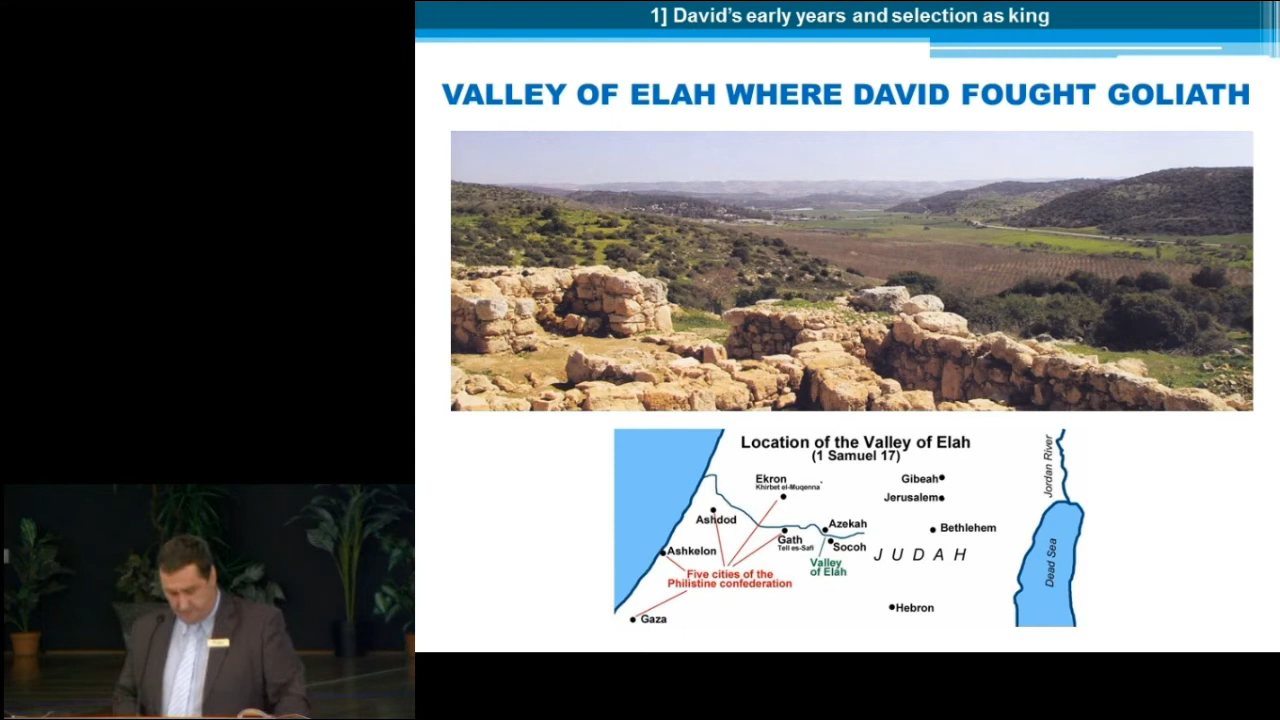 1] David's early years and selection as king
VALLEY OF ELAH WHERE DAVID FOUGHT GOLIATH
Location of the Valley of Elah
(1 Samuel 17)
Jordan River
Ekron
Khirbet el-Muqenna
Gibeah
Jerusalem
Ashdod
Azekah
Bethlehem
Gath
Tell es-Safi
Socoh
JUDAH
Ashkelon
Valley
of Elah
Dead Sea
Five cities of the
Philistine confederation
Hebron
Gaza